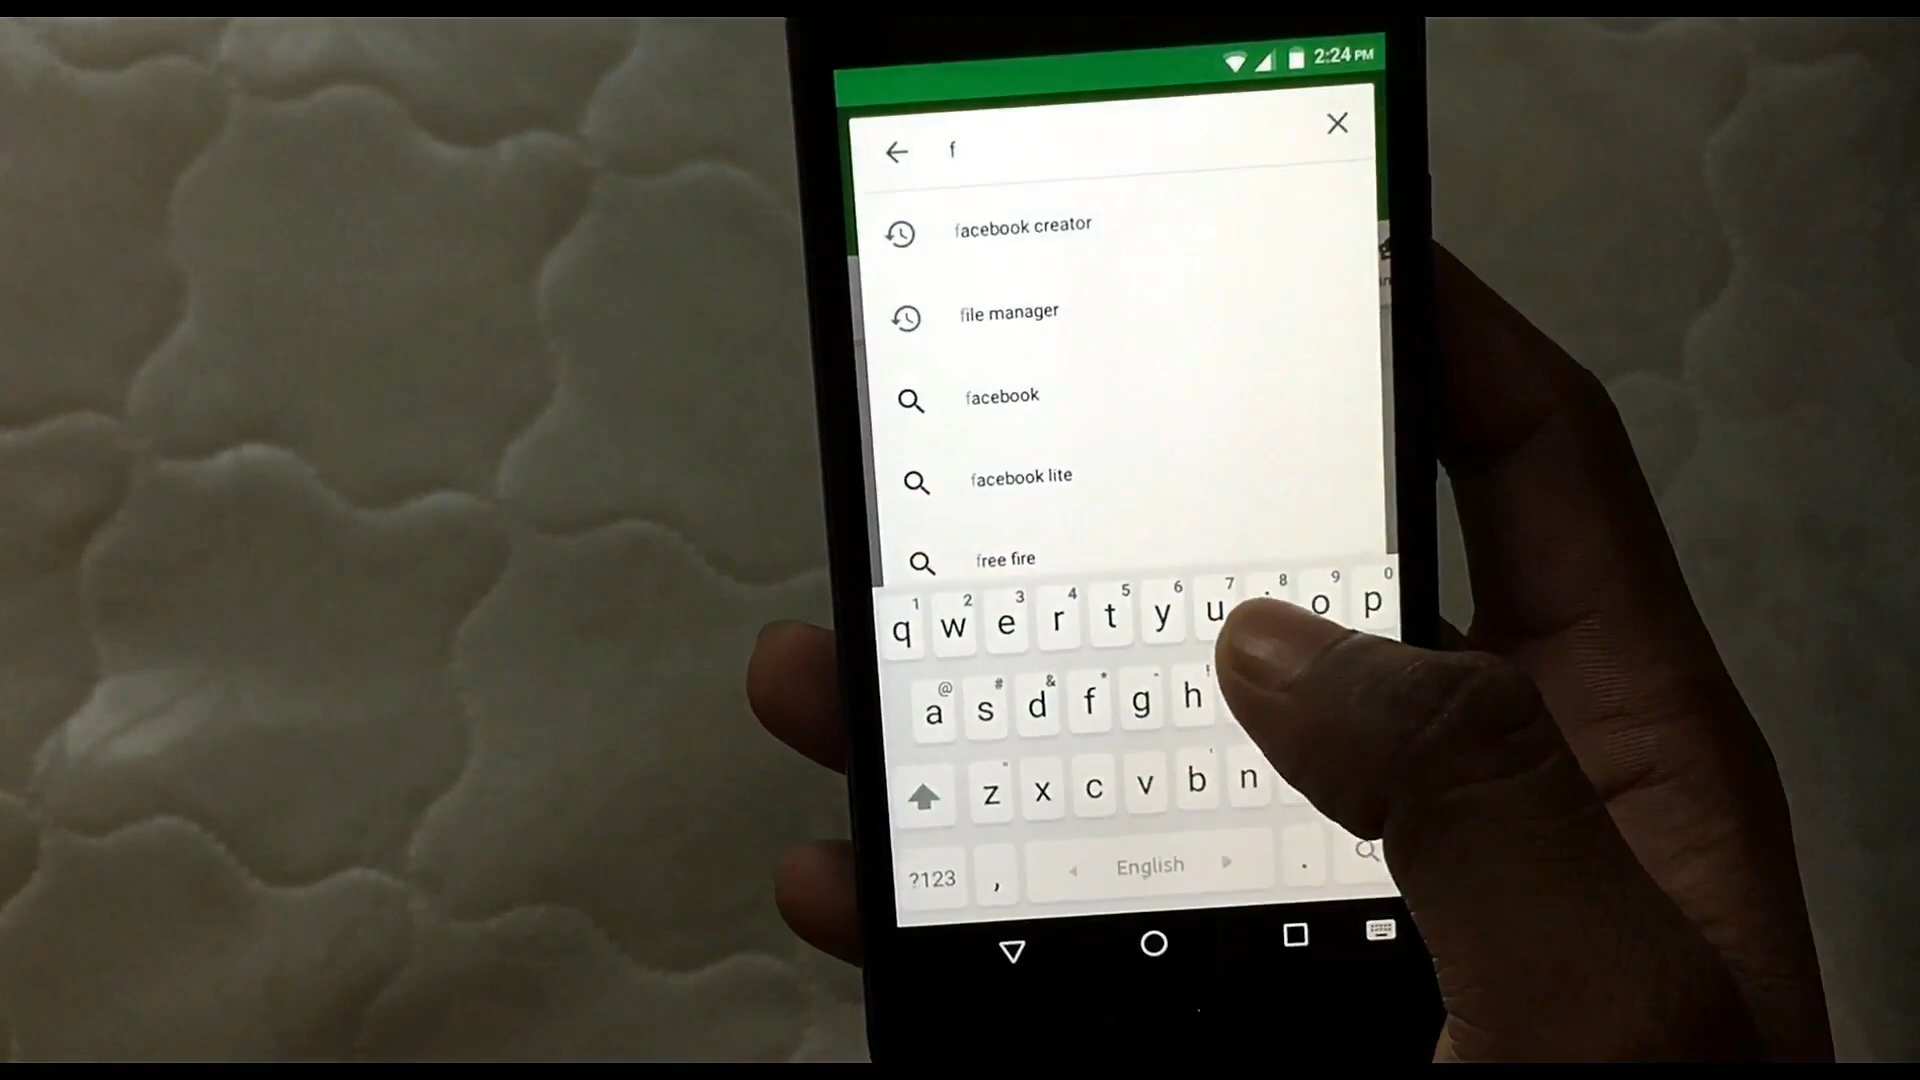 2:24 PM
f
facebook creator
file manager
facebook
facebook lite
free fire
1 2 3 4 5 6 7 8 9 0
q w e r t y u o p
@ # & *
a s d f g h
z x c v b n
?123 , English .